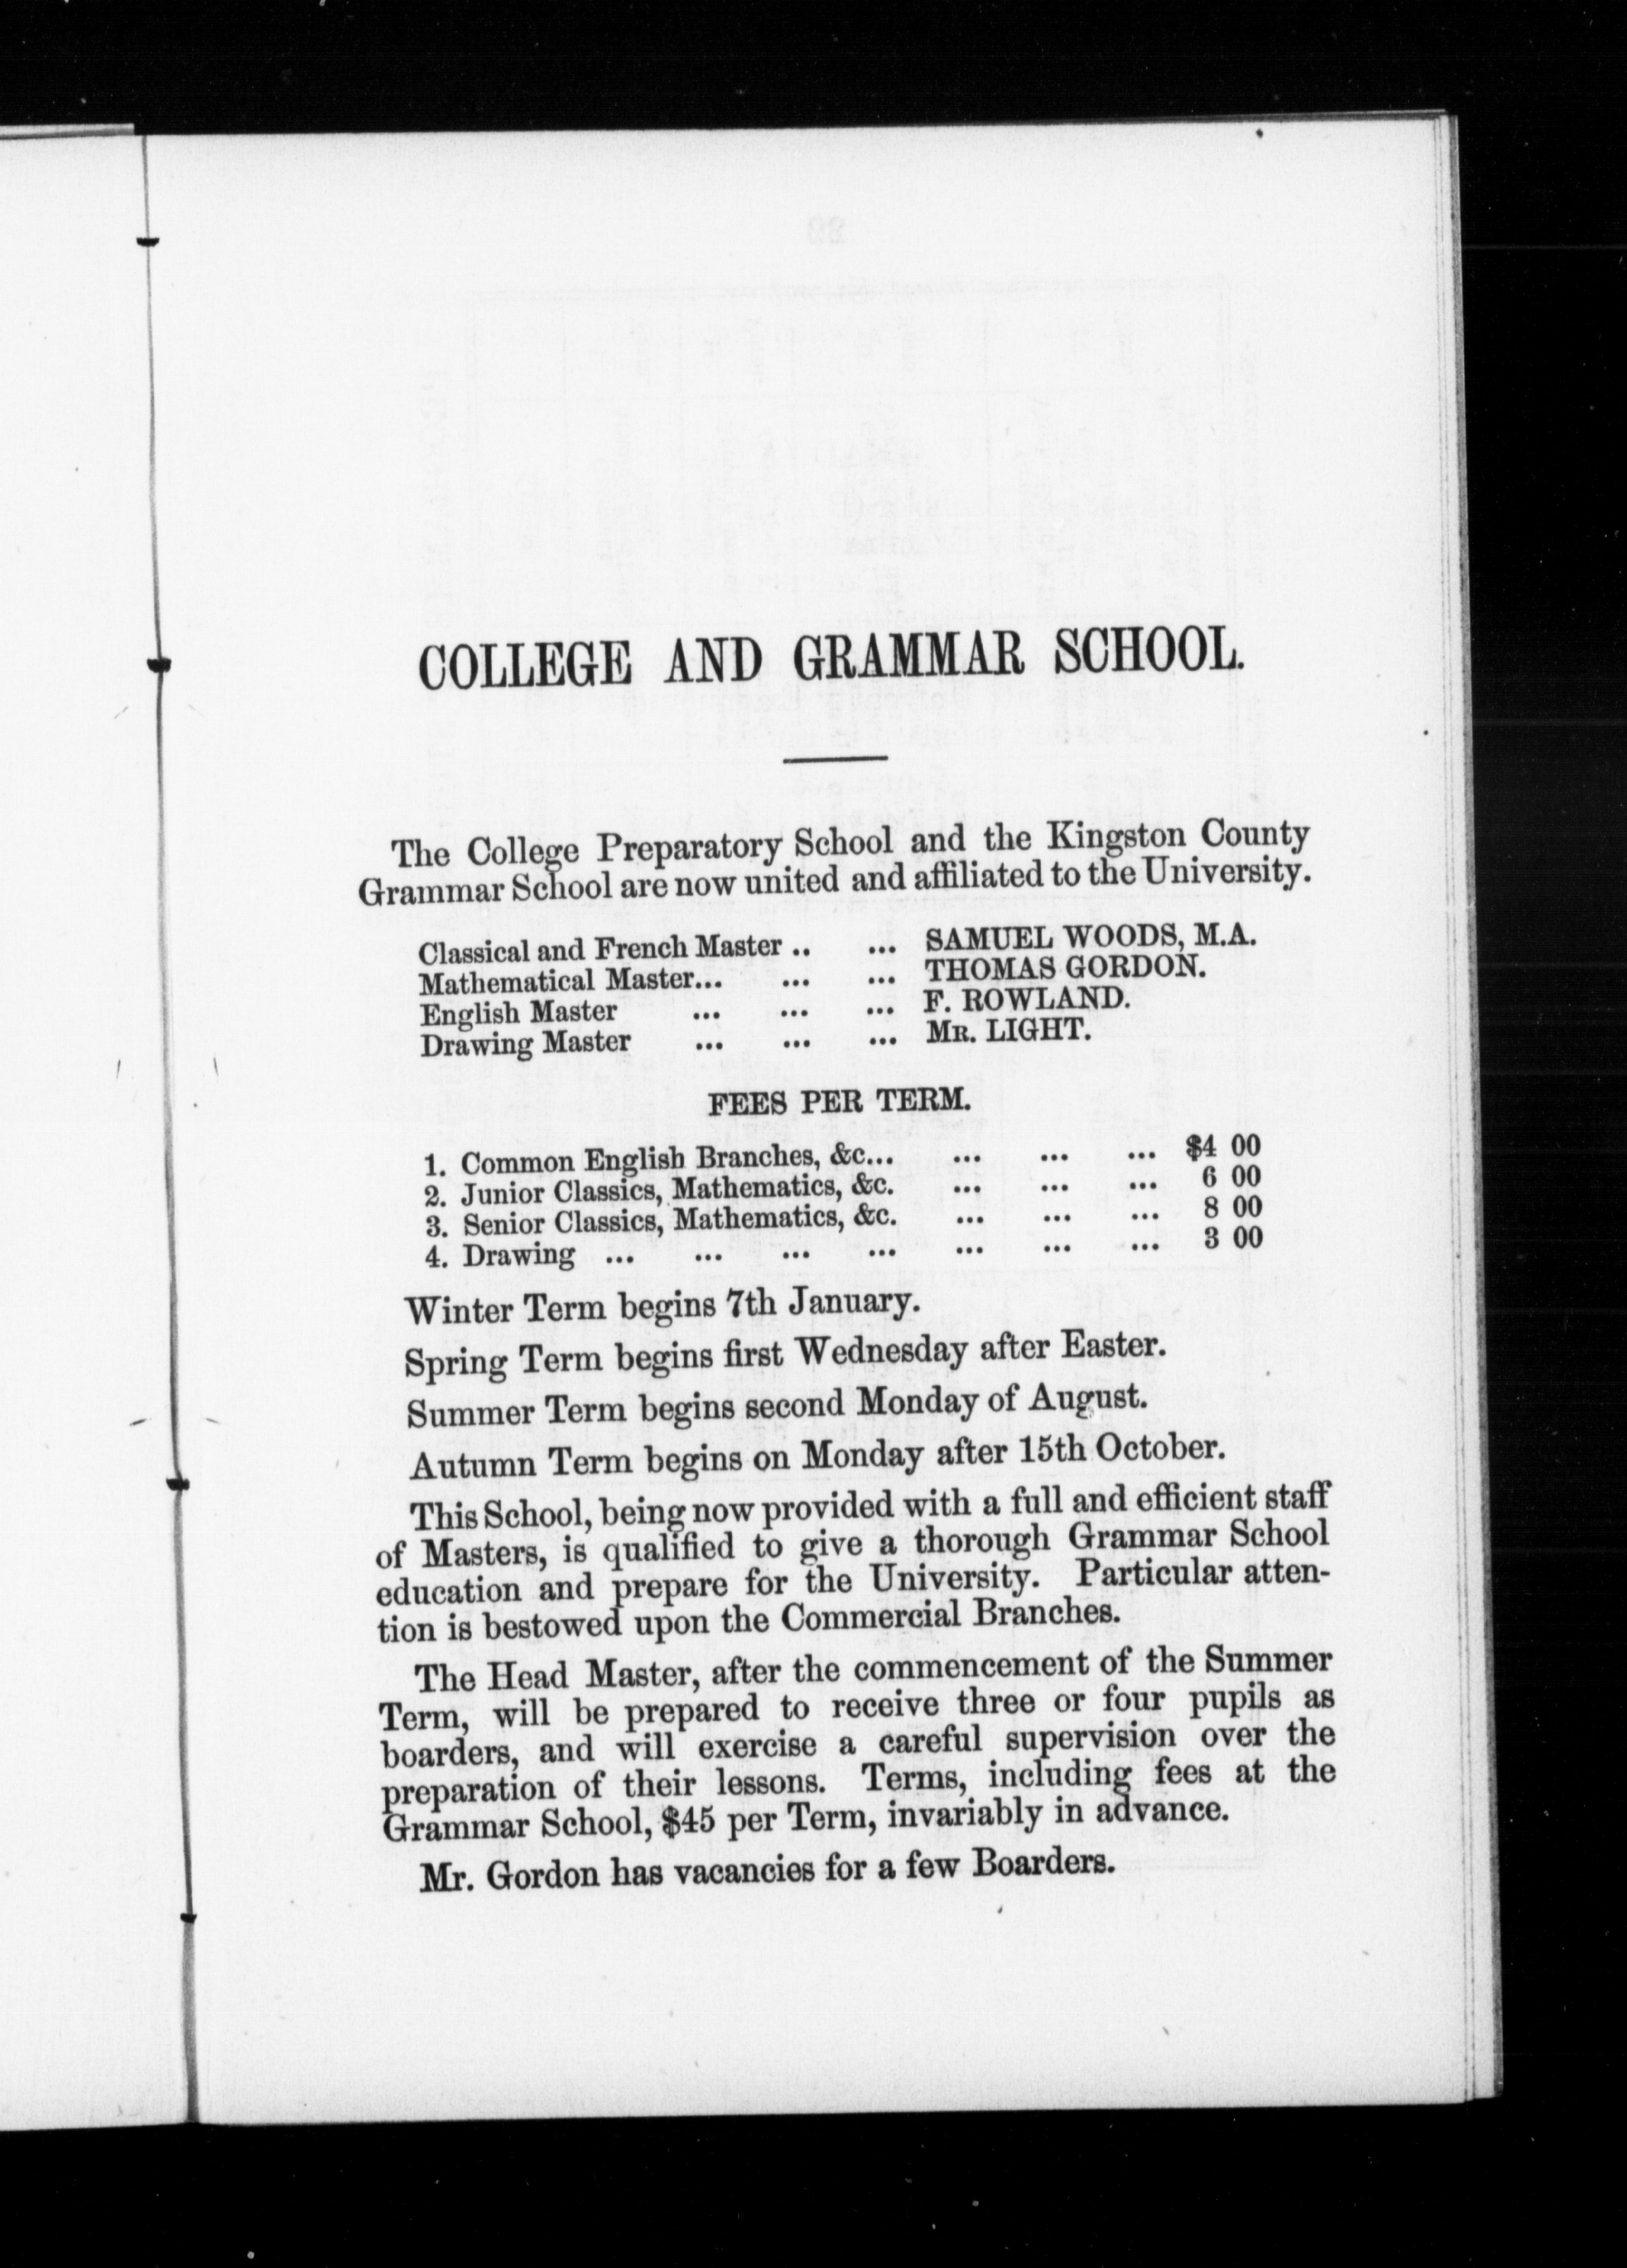 COLLEGE AND GRAMMAR SCHOOL.
The College Preparatory School and the Kingston County
Grammar School are now united and affiliated to the University.
Classical and French Master .. ... SAMUEL WOODS, M.A.
Mathematical Master... ... ... THOMAS GORDON.
English Master ... ... ... F. ROWLAND.
Drawing Master ... ... ... MR. LIGHT.
FEES PER TERM.
1. Common English Branches, &c... ... ... ... $4 00
2. Junior Classics, Mathematics, &c. ... ... ... 6 00
3. Senior Classics, Mathematics, &c. ... ... ... 8 00
4. Drawing ... ... ... ... ... ... ... 3 00
Winter Term begins 7th January.
Spring Term begins first Wednesday after Easter.
Summer Term begins second Monday of August.
Autumn Term begins on Monday after 15th October.
This School, being now provided with a full and efficient staff
of Masters, is qualified to give a thorough Grammar School
education and prepare for the University. Particular atten-
tion is bestowed upon the Commercial Branches.
The Head Master, after the commencement of the Summer
Term, will be prepared to receive three or four pupils as
boarders, and will exercise a careful supervision over the
preparation of their lessons. Terms, including fees at the
Grammar School, $45 per Term, invariably in advance.
Mr. Gordon has vacancies for a few Boarders.